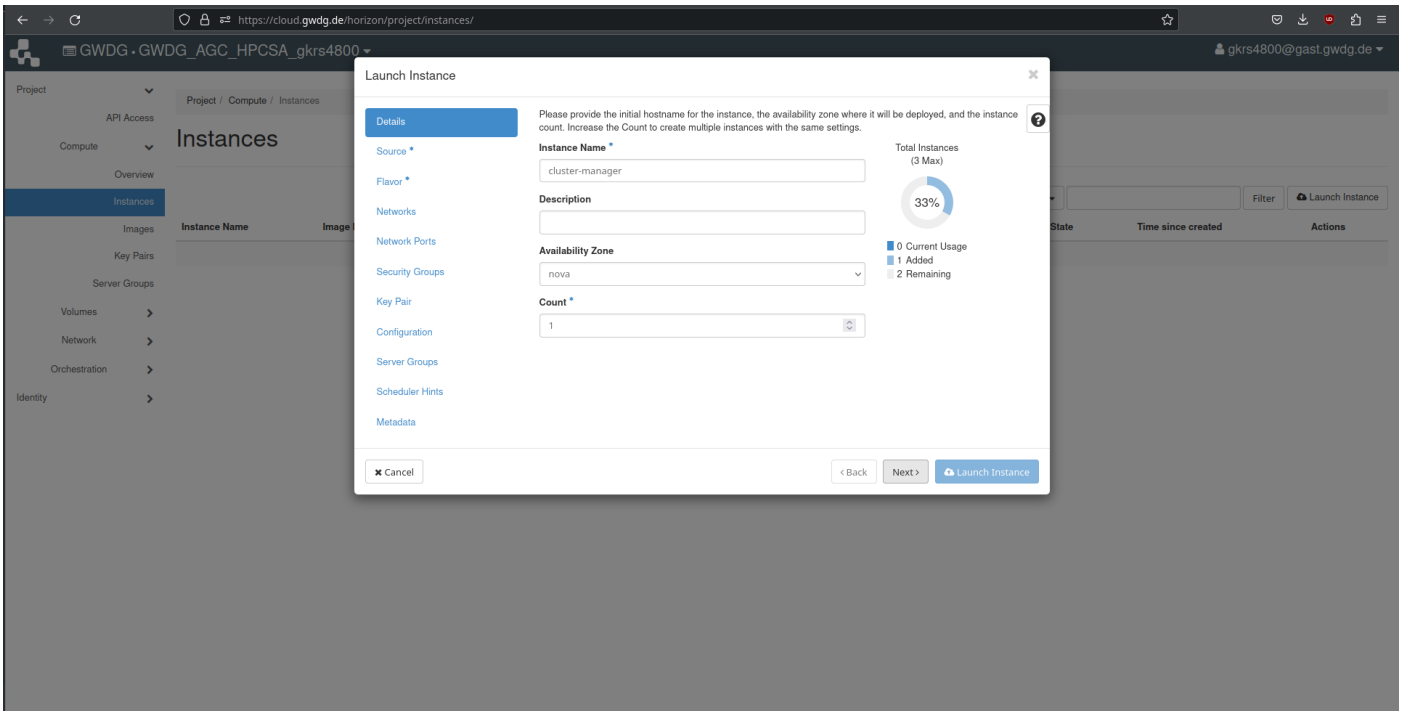 https://cloud.gwdg.de/horizon/project/instances/
GWDG • GWDG_AGC_HPCSA_gkrs4800
gkrs4800@gast.gwdg.de
Project
API Access
Compute
Overview
Instances
Images
Key Pairs
Server Groups
Volumes
Network
Orchestration
Identity
Project / Compute / Instances
Instances
Filter
Launch Instance
Instance Name
Image
State
Time since created
Actions
Launch Instance
×
Details
Source *
Flavor *
Networks
Network Ports
Security Groups
Key Pair
Configuration
Server Groups
Scheduler Hints
Metadata
Please provide the initial hostname for the instance, the availability zone where it will be deployed, and the instance
count. Increase the Count to create multiple instances with the same settings.
Instance Name *
cluster-manager
Description
Availability Zone
nova
Count *
1
Total Instances
(3 Max)
33%
0 Current Usage
1 Added
2 Remaining
?
Cancel
< Back
Next >
Launch Instance